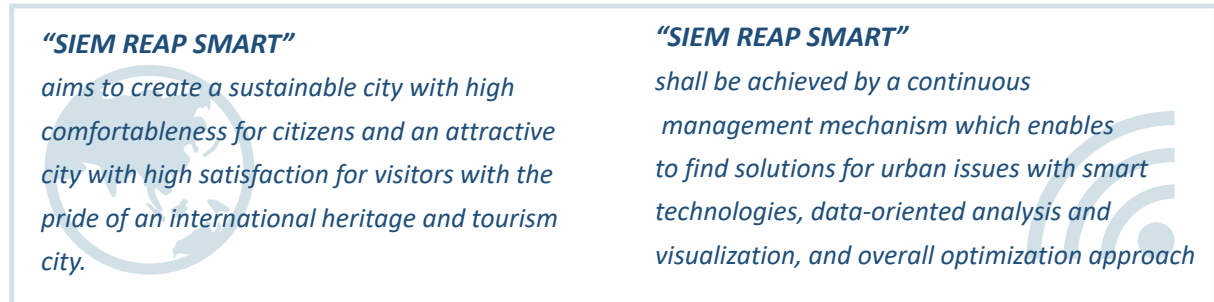 “SIEM REAP SMART”
aims to create a sustainable city with high
comfortableness for citizens and an attractive
city with high satisfaction for visitors with the
pride of an international heritage and tourism
city.
“SIEM REAP SMART”
shall be achieved by a continuous
management mechanism which enables
to find solutions for urban issues with smart
technologies, data-oriented analysis and
visualization, and overall optimization approach